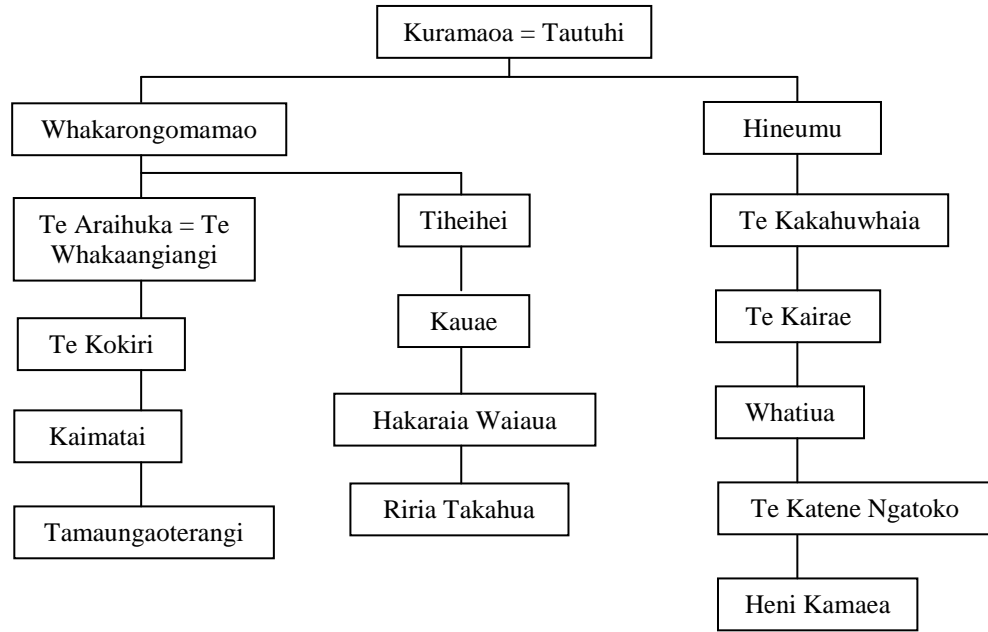 Kuramaoa = Tautuhi
Whakarongomamao
Hineumu
Te Araihuka = Te
Whakaangiangi
Tiheihei
Te Kakahuwhaia
Te Kokiri
Kauae
Te Kairae
Kaimatai
Hakaraia Waiaua
Whatiua
Tamaungaoterangi
Riria Takahua
Te Katene Ngatoko
Heni Kamaea